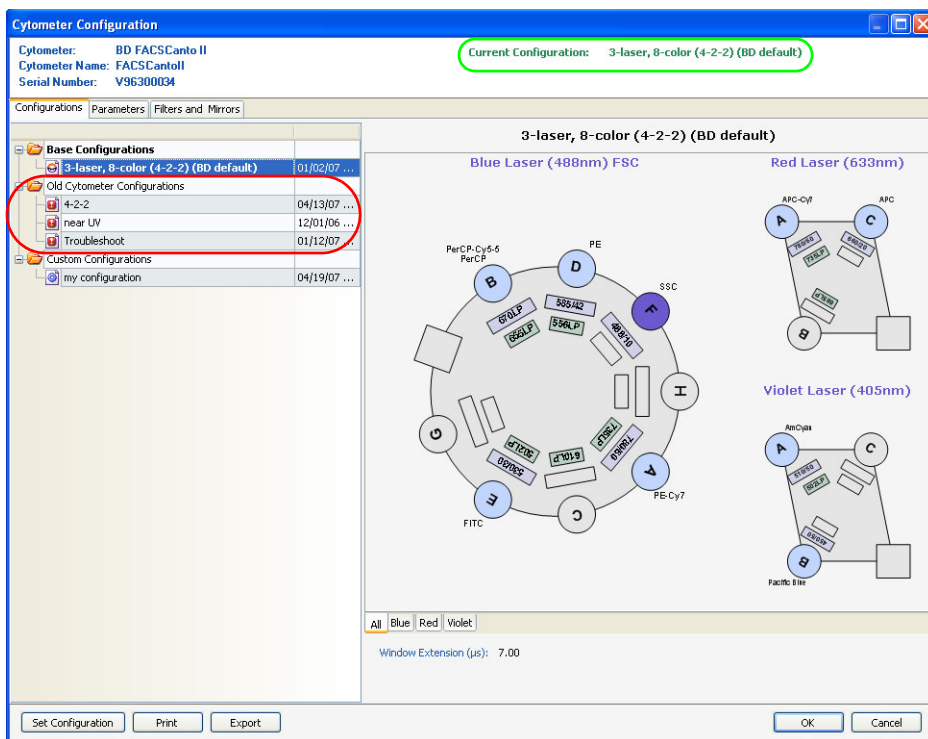 Cytometer Configuration
Cytometer: BD FACSCanto II
Cytometer Name: FACSCantoII
Serial Number: V96300034
Current Configuration: 3-laser, 8-color (4-2-2) (BD default)
Configurations Parameters Filters and Mirrors
Base Configurations
3-laser, 8-color (4-2-2) (BD default) 01/02/07 ...
Old Cytometer Configurations
4-2-2 04/13/07 ...
near UV 12/01/06 ...
Troubleshoot 01/12/07 ...
Custom Configurations
my configuration 04/19/07 ...
3-laser, 8-color (4-2-2) (BD default)
Blue Laser (488nm) FSC
PerCP-Cy5-5
PerCP
PE
SSC
B
D
F
670LP
655LP
585/42
556LP
488/10
H
G
502LP
530/30
610LP
735LP
780/60
E
C
A
FITC
PE-Cy7
Red Laser (633nm)
APC-Cy7
APC
A
C
780/60
735LP
660/20
B
Violet Laser (405nm)
AmCyan
A
C
510/50
502LP
450/50
B
Pacific Blue
All Blue Red Violet
Window Extension (µs): 7.00
Set Configuration Print Export OK Cancel